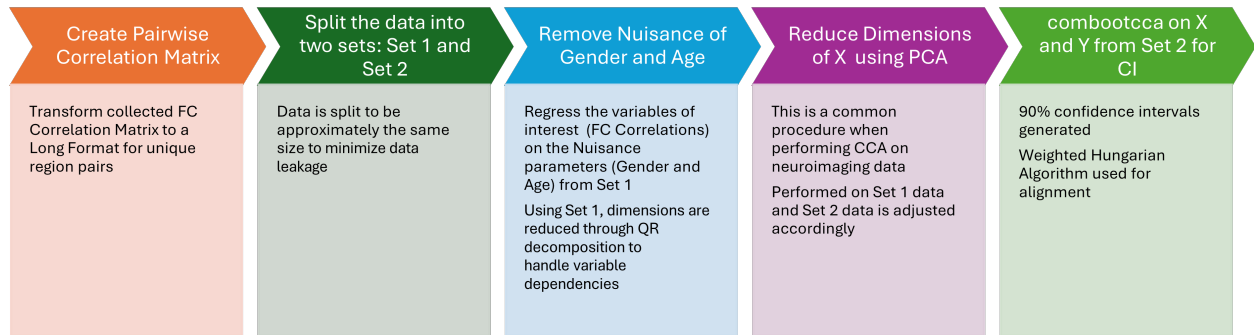 Create Pairwise
Correlation Matrix
Transform collected FC
Correlation Matrix to a
Long Format for unique
region pairs
Split the data into
two sets: Set 1 and
Set 2
Data is split to be
approximately the same
size to minimize data
leakage
Remove Nuisance of
Gender and Age
Regress the variables of
interest (FC Correlations)
on the Nuisance
parameters (Gender and
Age) from Set 1
Using Set 1, dimensions are
reduced through QR
decomposition to
handle variable
dependencies
Reduce Dimensions
of X using PCA
This is a common
procedure when
performing CCA on
neuroimaging data
Performed on Set 1 data
and Set 2 data is adjusted
accordingly
combootcca on X
and Y from Set 2 for
CI
90% confidence intervals
generated
Weighted Hungarian
Algorithm used for
alignment